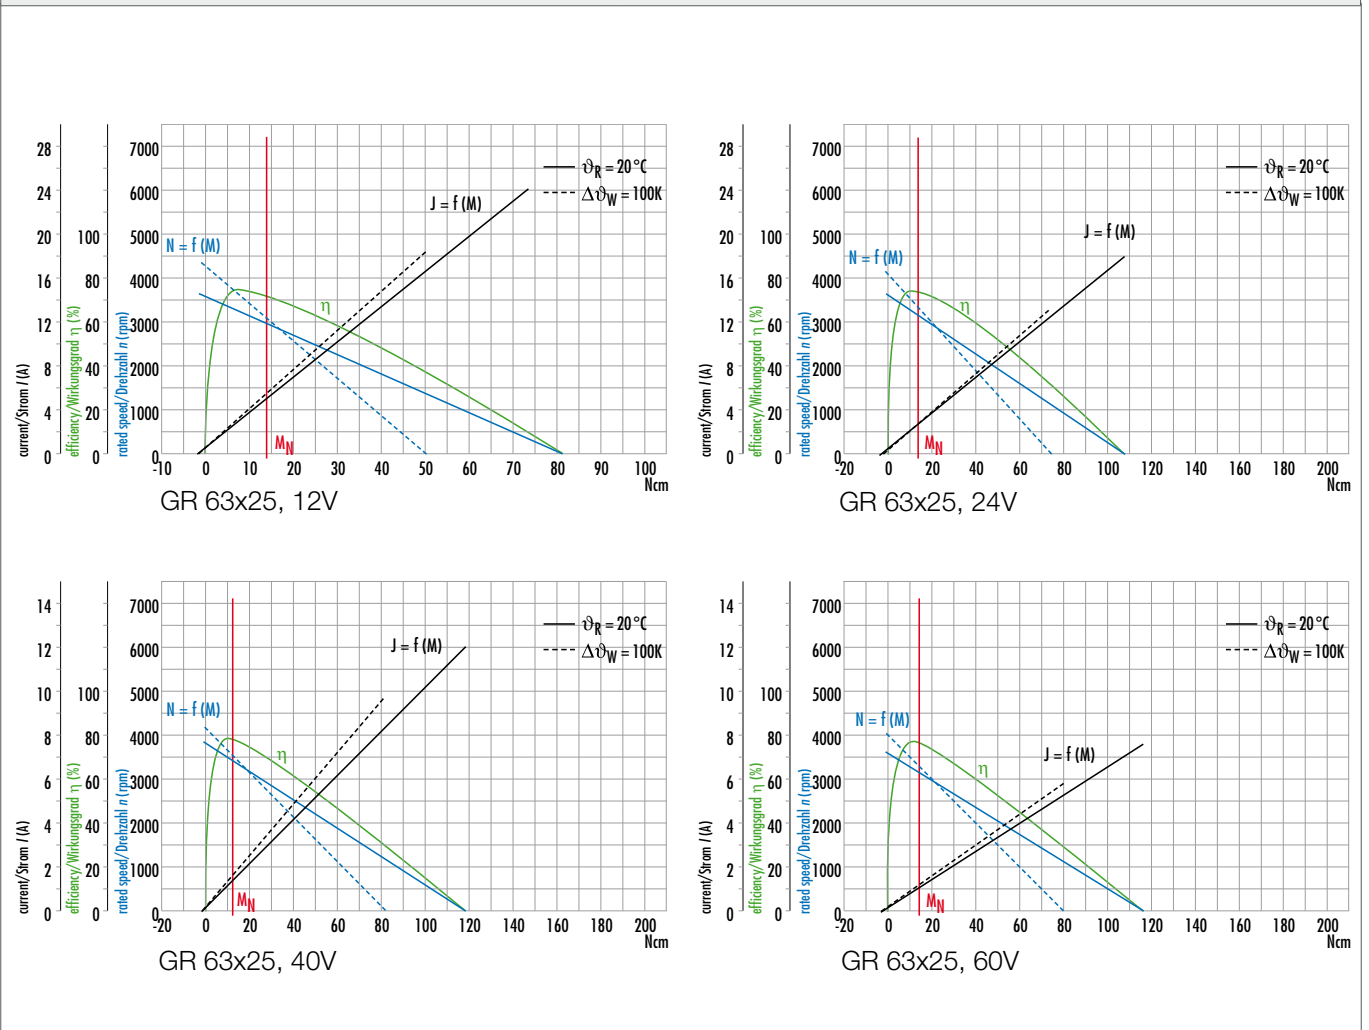 28 7000
24 6000
20 100 5000
16 80 4000
12 60 3000
8 40 2000
4 20 1000
0 0 0
current/Strom I (A)
efficiency/Wirkungsgrad η (%)
rated speed/Drehzahl n (rpm)
ϑR = 20°C
ΔϑW = 100K
J = f (M)
N = f (M)
η
MN
-10 0 10 20 30 40 50 60 70 80 90 100
Ncm
GR 63x25, 12V
28 7000
24 6000
20 100 5000
16 80 4000
12 60 3000
8 40 2000
4 20 1000
0 0 0
current/Strom I (A)
efficiency/Wirkungsgrad η (%)
rated speed/Drehzahl n (rpm)
ϑR = 20°C
ΔϑW = 100K
J = f (M)
N = f (M)
η
MN
-20 0 20 40 60 80 100 120 140 160 180 200
Ncm
GR 63x25, 24V
14 7000
12 6000
10 100 5000
8 80 4000
6 60 3000
4 40 2000
2 20 1000
0 0 0
current/Strom I (A)
efficiency/Wirkungsgrad η (%)
rated speed/Drehzahl n (rpm)
ϑR = 20°C
ΔϑW = 100K
J = f (M)
N = f (M)
η
MN
-20 0 20 40 60 80 100 120 140 160 180 200
Ncm
GR 63x25, 40V
14 7000
12 6000
10 100 5000
8 80 4000
6 60 3000
4 40 2000
2 20 1000
0 0 0
current/Strom I (A)
efficiency/Wirkungsgrad η (%)
rated speed/Drehzahl n (rpm)
ϑR = 20°C
ΔϑW = 100K
J = f (M)
N = f (M)
η
MN
-20 0 20 40 60 80 100 120 140 160 180 200
Ncm
GR 63x25, 60V